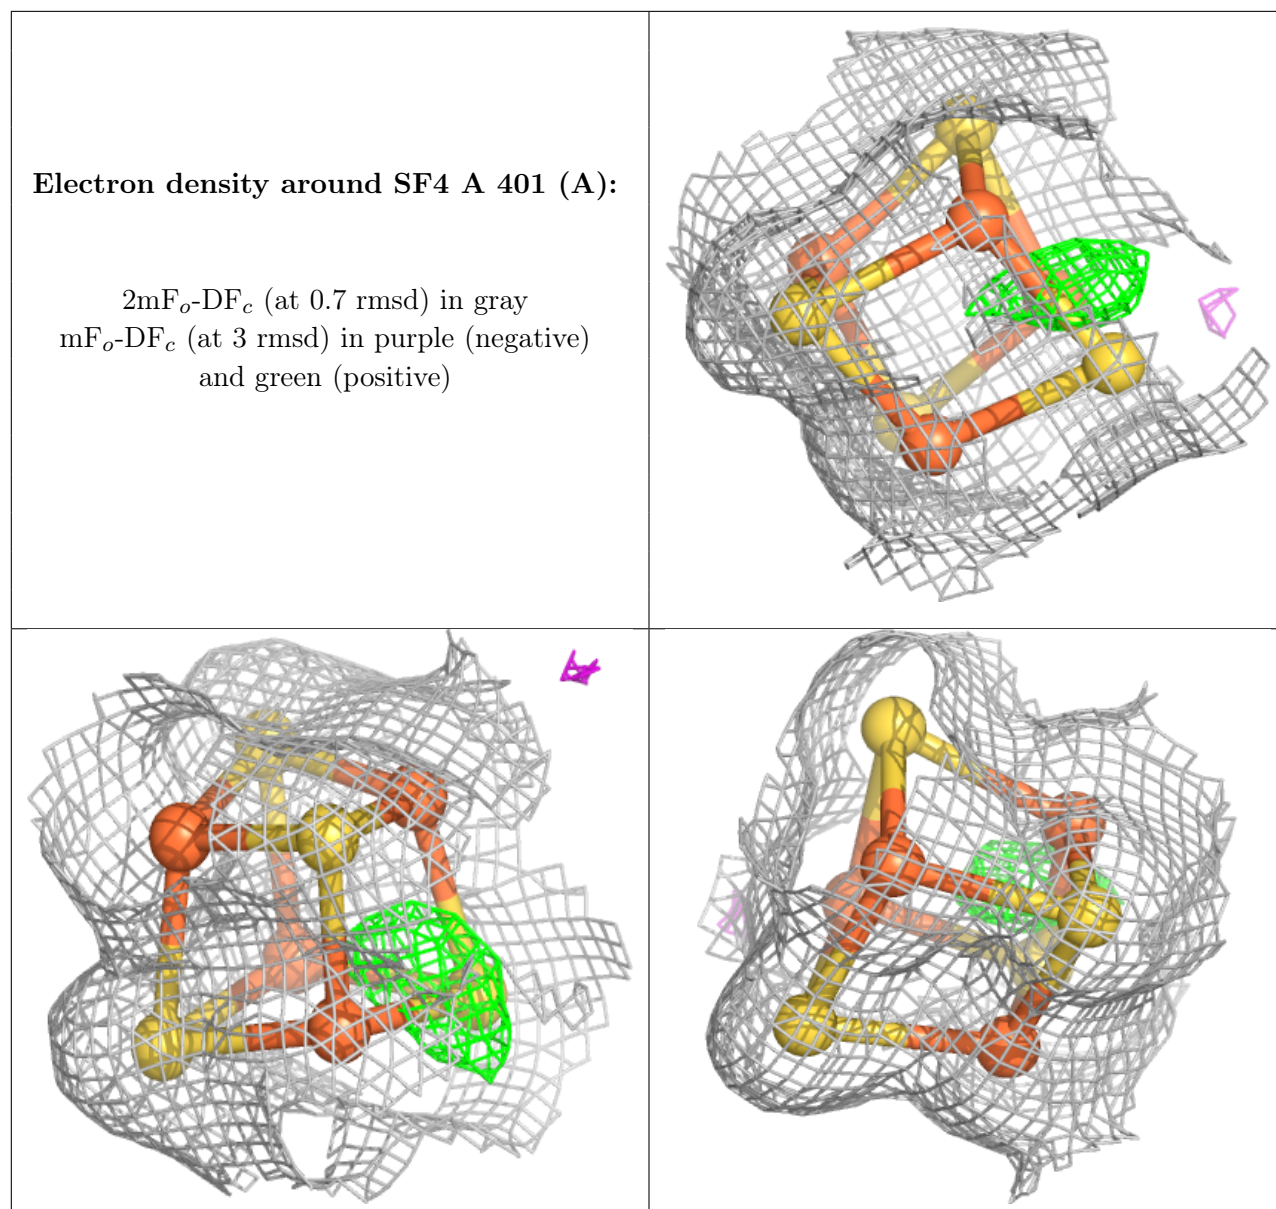 Electron density around SF4 A 401 (A):
2mFo-DFc (at 0.7 rmsd) in gray
mFo-DFc (at 3 rmsd) in purple (negative)
and green (positive)